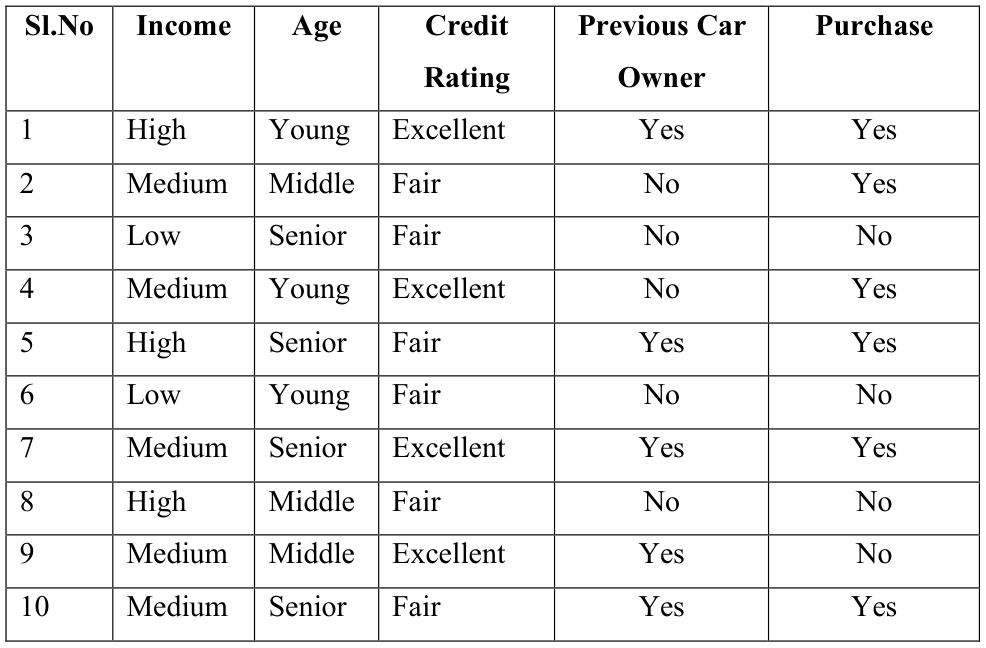 Sl.No Income Age Credit Rating Previous Car Owner Purchase
1 High Young Excellent Yes Yes
2 Medium Middle Fair No Yes
3 Low Senior Fair No No
4 Medium Young Excellent No Yes
5 High Senior Fair Yes Yes
6 Low Young Fair No No
7 Medium Senior Excellent Yes Yes
8 High Middle Fair No No
9 Medium Middle Excellent Yes No
10 Medium Senior Fair Yes Yes